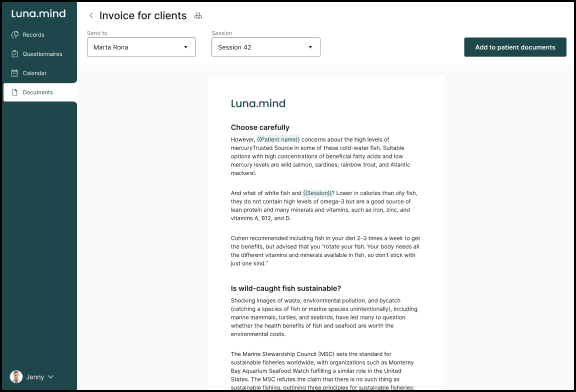 Luna.mind
Records
Questionnaires
Calendar
Documents
Jenny
Invoice for clients
Send to
Marta Rona
Session
Session 42
Add to patient documents
Luna.mind
Choose carefully
However, {{Patient name}} concerns about the high levels of
mercuryTrusted Source in some of these cold-water fish. Suitable
options with high concentrations of beneficial fatty acids and low
mercury levels are wild salmon, sardines, rainbow trout, and Atlantic
mackerel.
And what of white fish and {{Session}}? Lower in calories than oily fish,
they do not contain high levels of omega-3 but are a good source of
lean protein and many minerals and vitamins, such as iron, zinc, and
vitamins A, B12, and D.
Cohen recommended including fish in your diet 2–3 times a week to get
the benefits, but advised that you "rotate your fish. Your body needs all
the different vitamins and minerals available in fish, so don't stick with
just one kind."
Is wild-caught fish sustainable?
Shocking images of waste, environmental pollution, and bycatch
(catching a species of fish or marine species unintentionally), including
marine mammals, turtles, and seabirds, have led many to question
whether the health benefits of fish and seafood are worth the
environmental costs.
The Marine Stewardship Council (MSC) sets the standard for
sustainable fisheries worldwide, with organizations such as Monterey
Bay Aquarium Seafood Watch fulfilling a similar role in the United
States. The MSC refutes the claim that there is no such thing as
sustainable fishing, outlining three principles for sustainable fisheries: